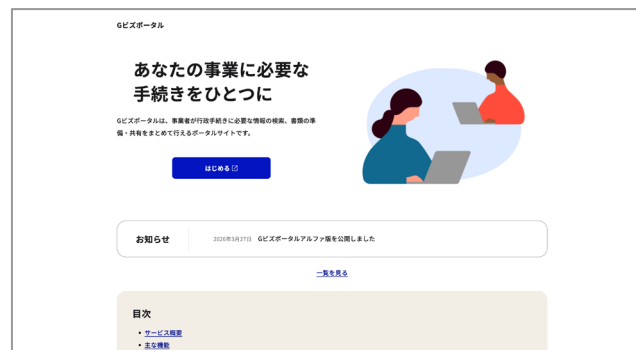 Gビズポータル
あなたの事業に必要な
手続きをひとつに
Gビズポータルは、事業者が行政手続きに必要な情報の検索、書類の準
備・共有をまとめて行えるポータルサイトです。
はじめる
お知らせ
2026年3月27日 Gビズポータルアルファ版を公開しました
一覧を見る
目次
• サービス概要
• 主な機能